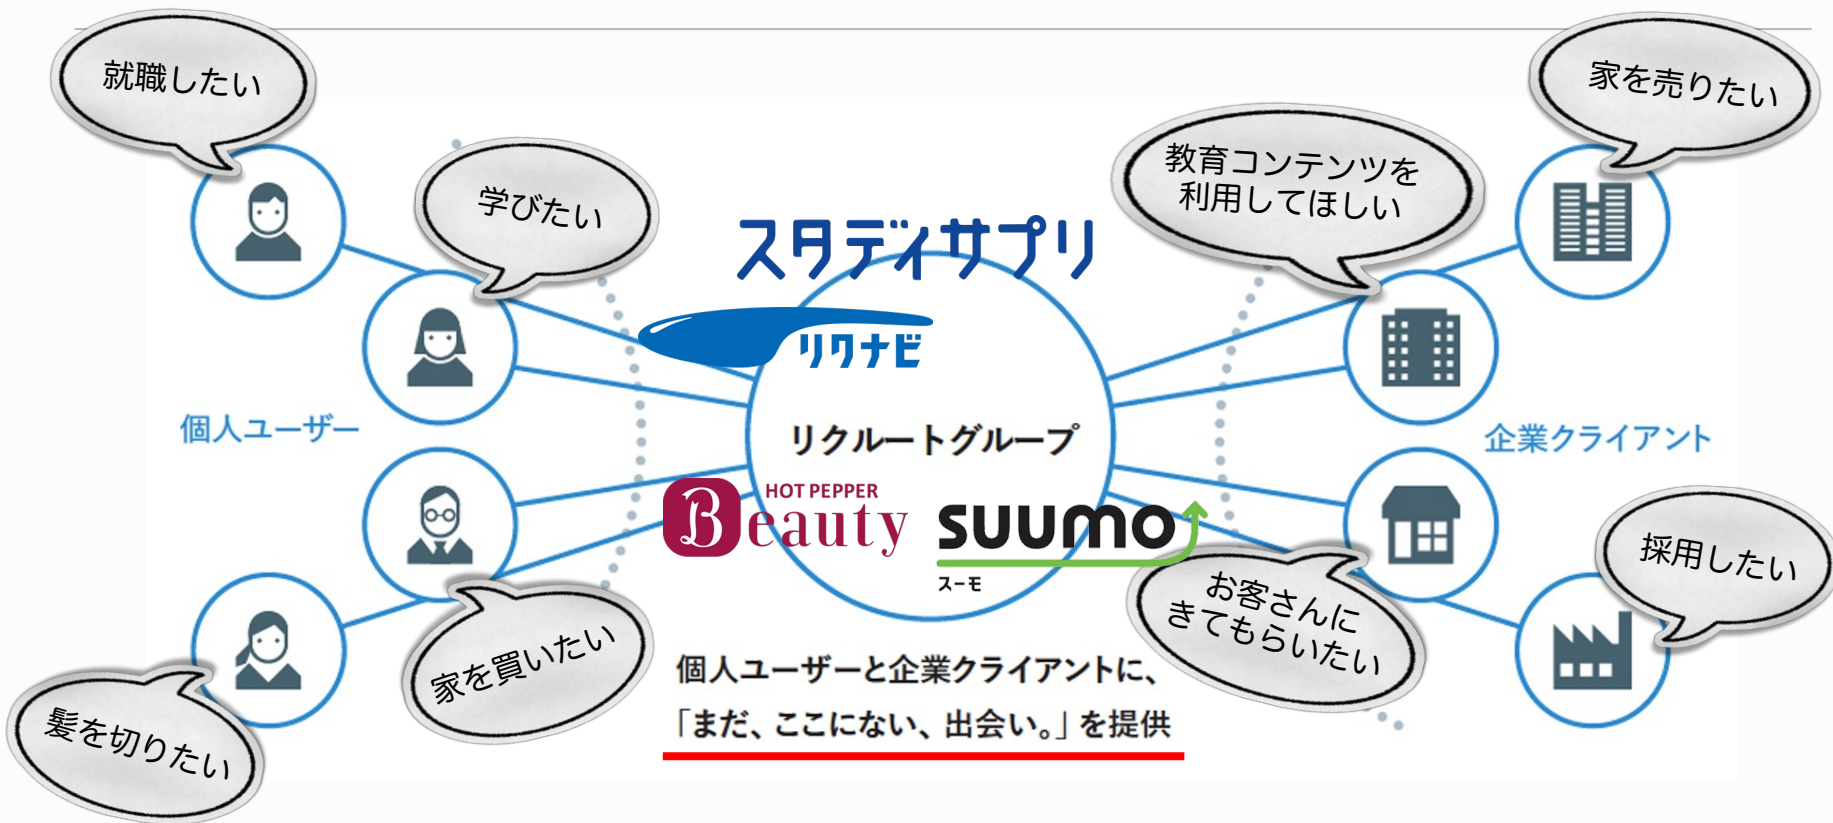 就職したい
家を売りたい
学びたい
教育コンテンツを
利用してほしい
スタディサプリ
リクナビ
個人ユーザー
リクルートグループ
企業クライアント
HOT PEPPER
Beauty
SUUMO
スーモ
採用したい
お客さんに
きてもらいたい
家を買いたい
髪を切りたい
個人ユーザーと企業クライアントに、
「まだ、ここにない、出会い。」を提供